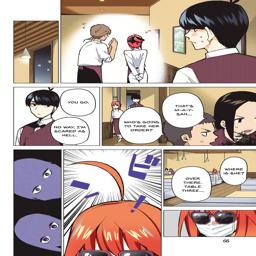 YOU GO.
NO WAY, I'M
SCARED AS
HELL.
WHO'S GOING
TO TAKE HER
ORDER?
THAT'S
M-A-Y-
SAN...
WHERE
IS SHE?
OVER
THERE.
TABLE
THREE...
66